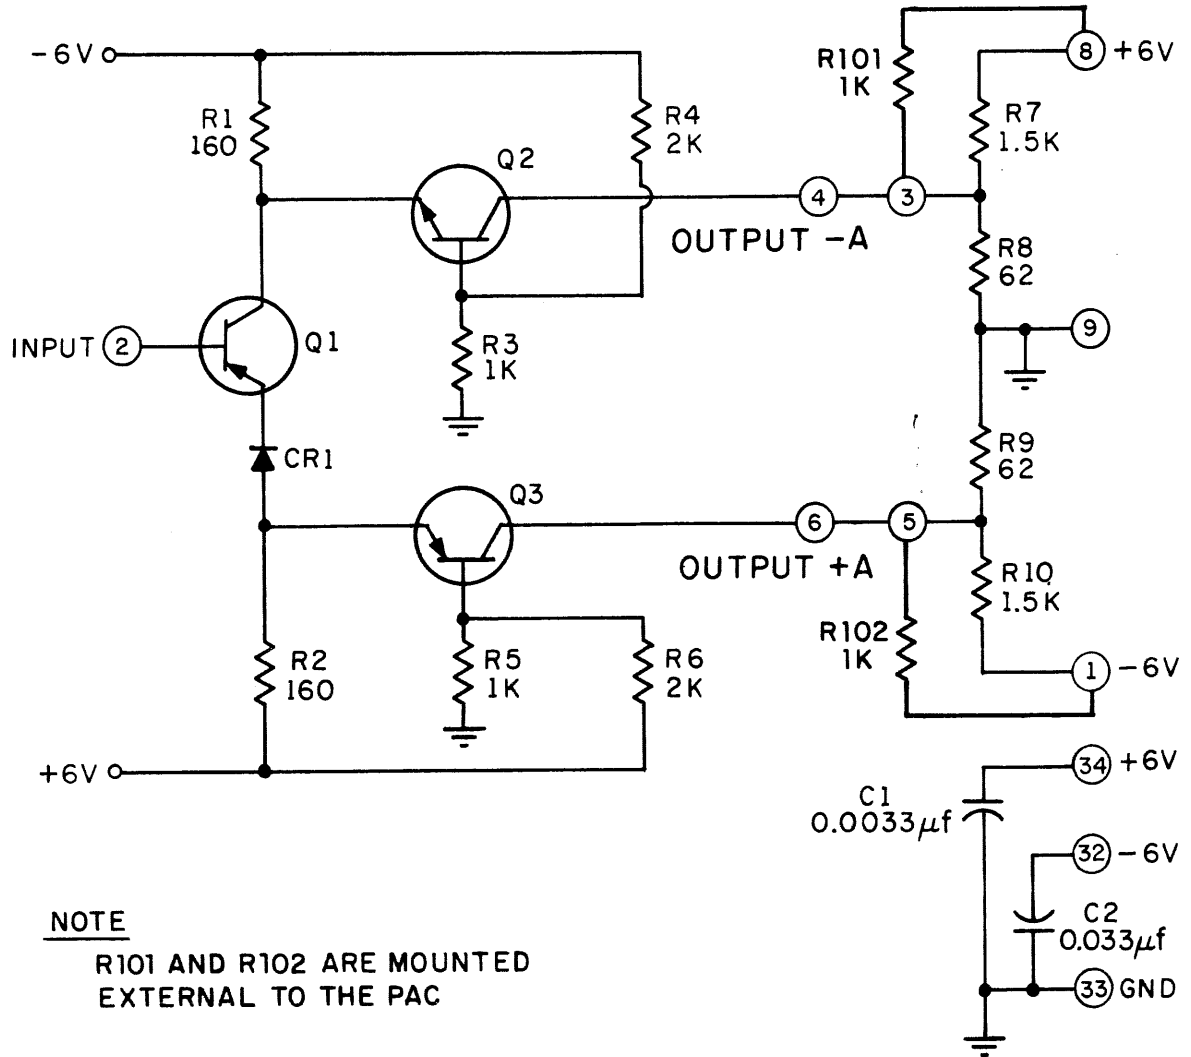 -6V
R101
1K
8
+6V
R1
160
R4
2K
R7
1.5K
Q2
4
3
OUTPUT -A
R8
62
INPUT
2
Q1
R3
1K
9
CR1
R9
62
Q3
6
5
OUTPUT +A
R10
1.5K
R102
1K
R2
160
R5
1K
R6
2K
1
-6V
+6V
34
+6V
C1
0.0033μf
32
-6V
C2
0.033μf
33
GND
NOTE
R101 AND R102 ARE MOUNTED
EXTERNAL TO THE PAC